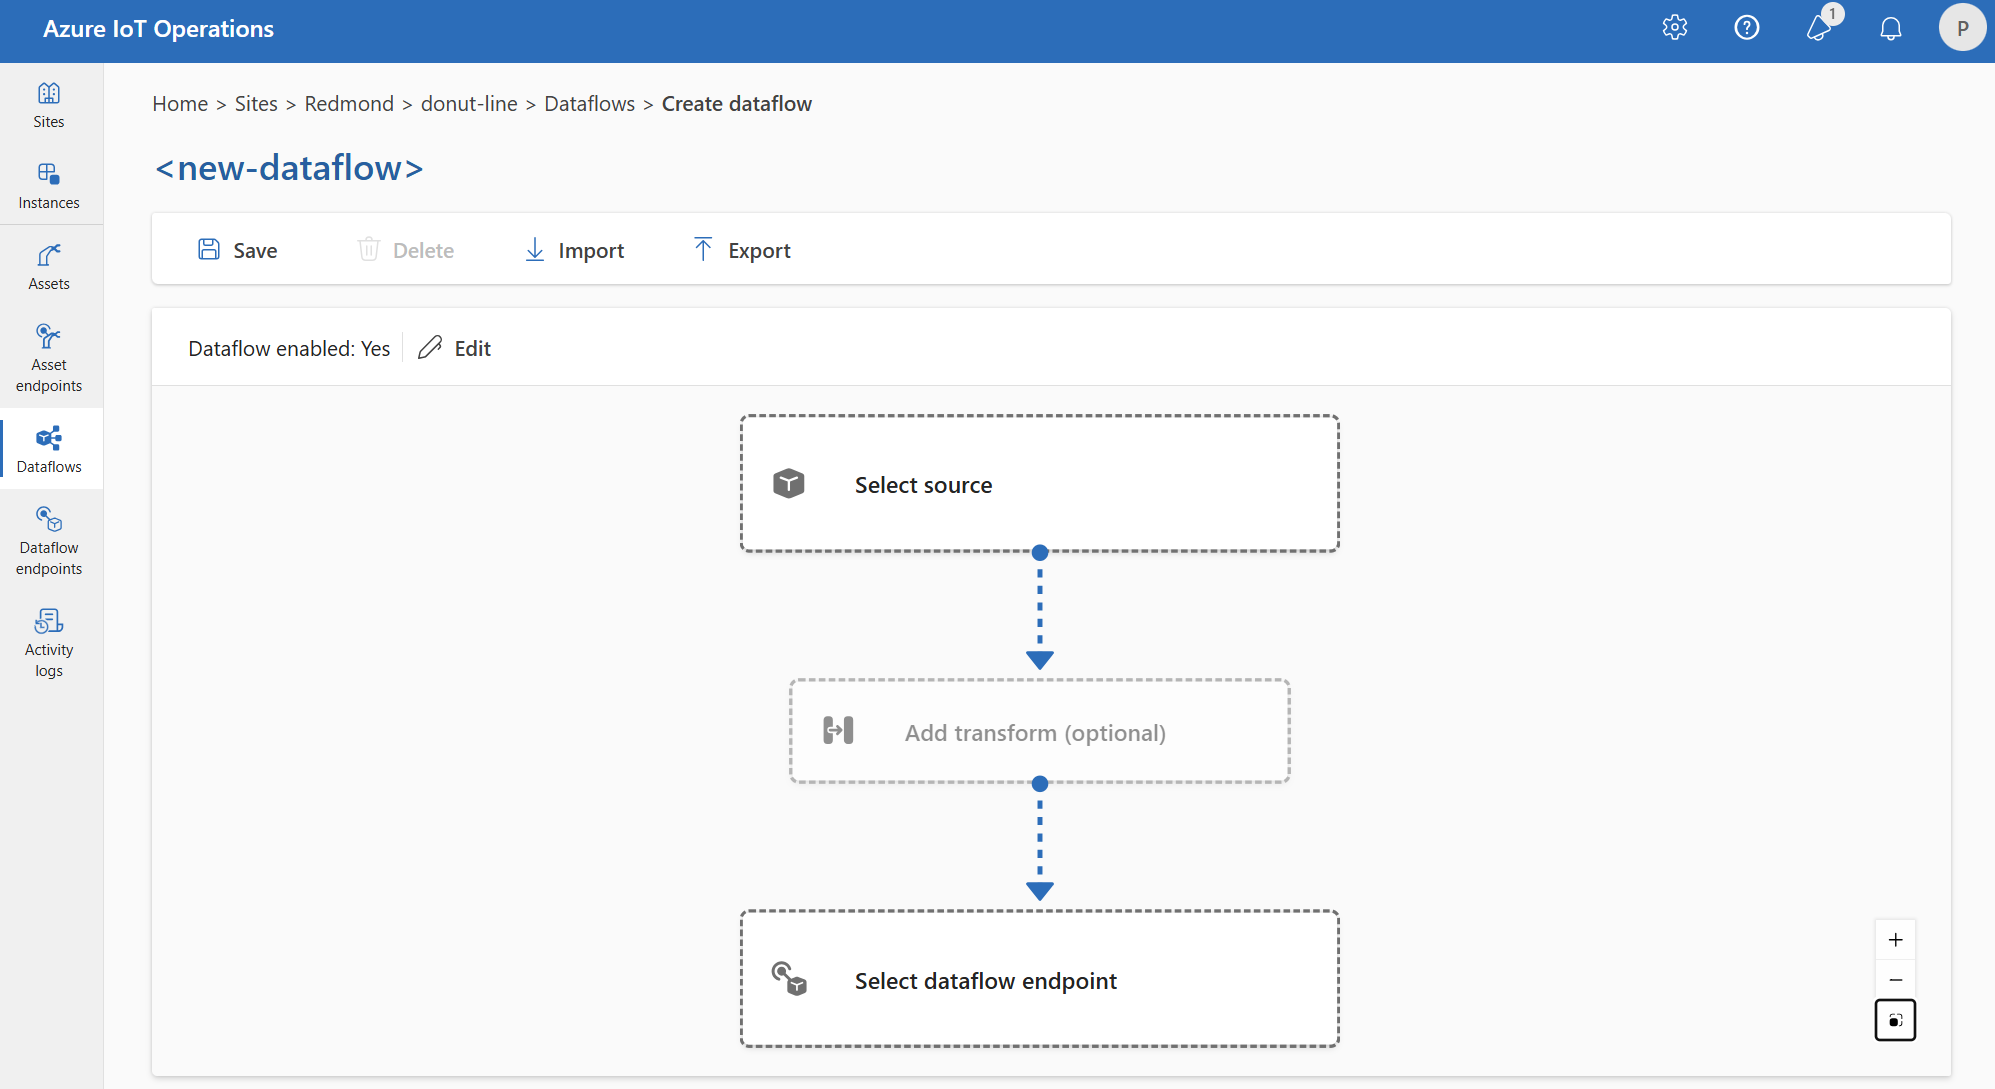 Azure IoT Operations
1
P
Sites
Instances
Assets
Asset
endpoints
Dataflows
Dataflow
endpoints
Activity
logs
Home > Sites > Redmond > donut-line > Dataflows > Create dataflow
<new-dataflow>
Save Delete Import Export
Dataflow enabled: Yes Edit
Select source
Add transform (optional)
Select dataflow endpoint